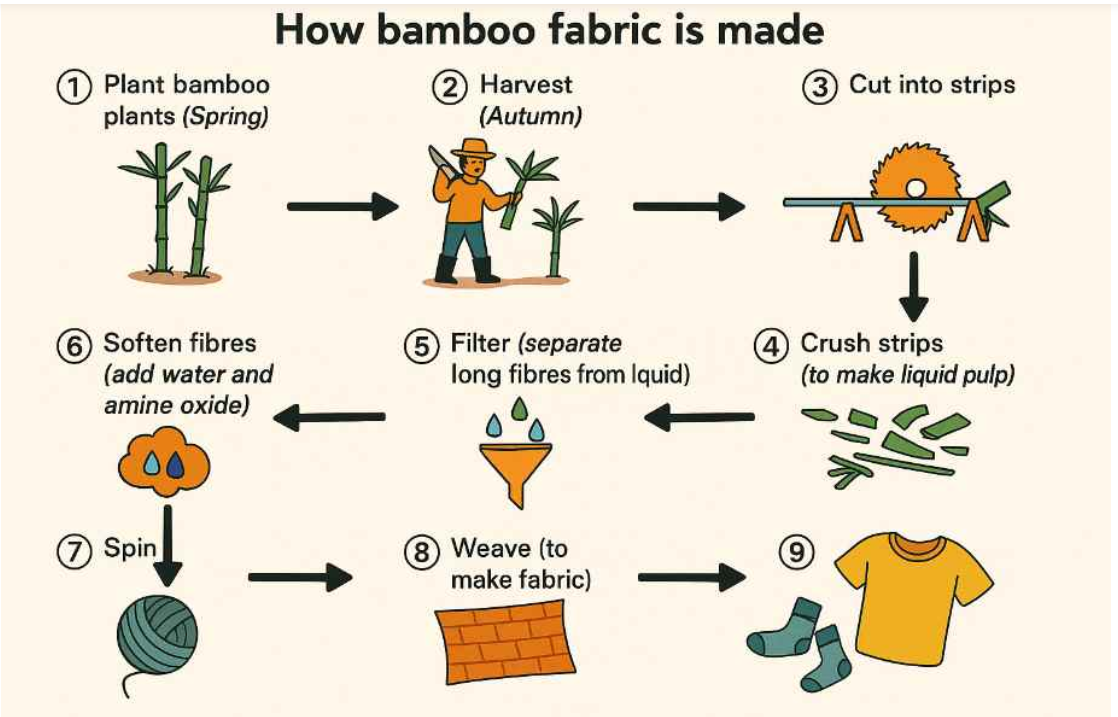 How bamboo fabric is made
① Plant bamboo
plants (Spring)
② Harvest
(Autumn)
③ Cut into strips
④ Crush strips
(to make liquid pulp)
⑤ Filter (separate
long fibres from lquid)
⑥ Soften fibres
(add water and
amine oxide)
⑦ Spin
⑧ Weave (to
make fabric)
⑨